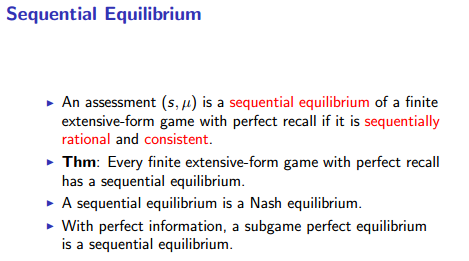 Sequential Equilibrium
▶ An assessment (s, μ) is a sequential equilibrium of a finite
extensive-form game with perfect recall if it is sequentially
rational and consistent.
▶ Thm: Every finite extensive-form game with perfect recall
has a sequential equilibrium.
▶ A sequential equilibrium is a Nash equilibrium.
▶ With perfect information, a subgame perfect equilibrium
is a sequential equilibrium.